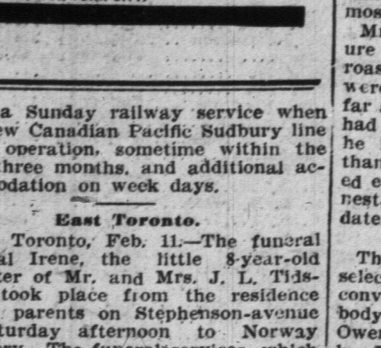 a Sunday railway service when
ew Canadian Pacific Sudbury line
operation, sometime within the
three months, and additional ac-
odation on week days.
East Toronto.
Toronto, Feb. 11.—The funeral
al Irene, the little 8-year-old
ter of Mr. and Mrs. J. L. Tids-
took place from the residence
parents on Stephenson-avenue
turday afternoon to Norway
mos
Mr
ure
roas
were
far
had
he
than
ed e
nest
date
Th
selec
conv
body
Owen